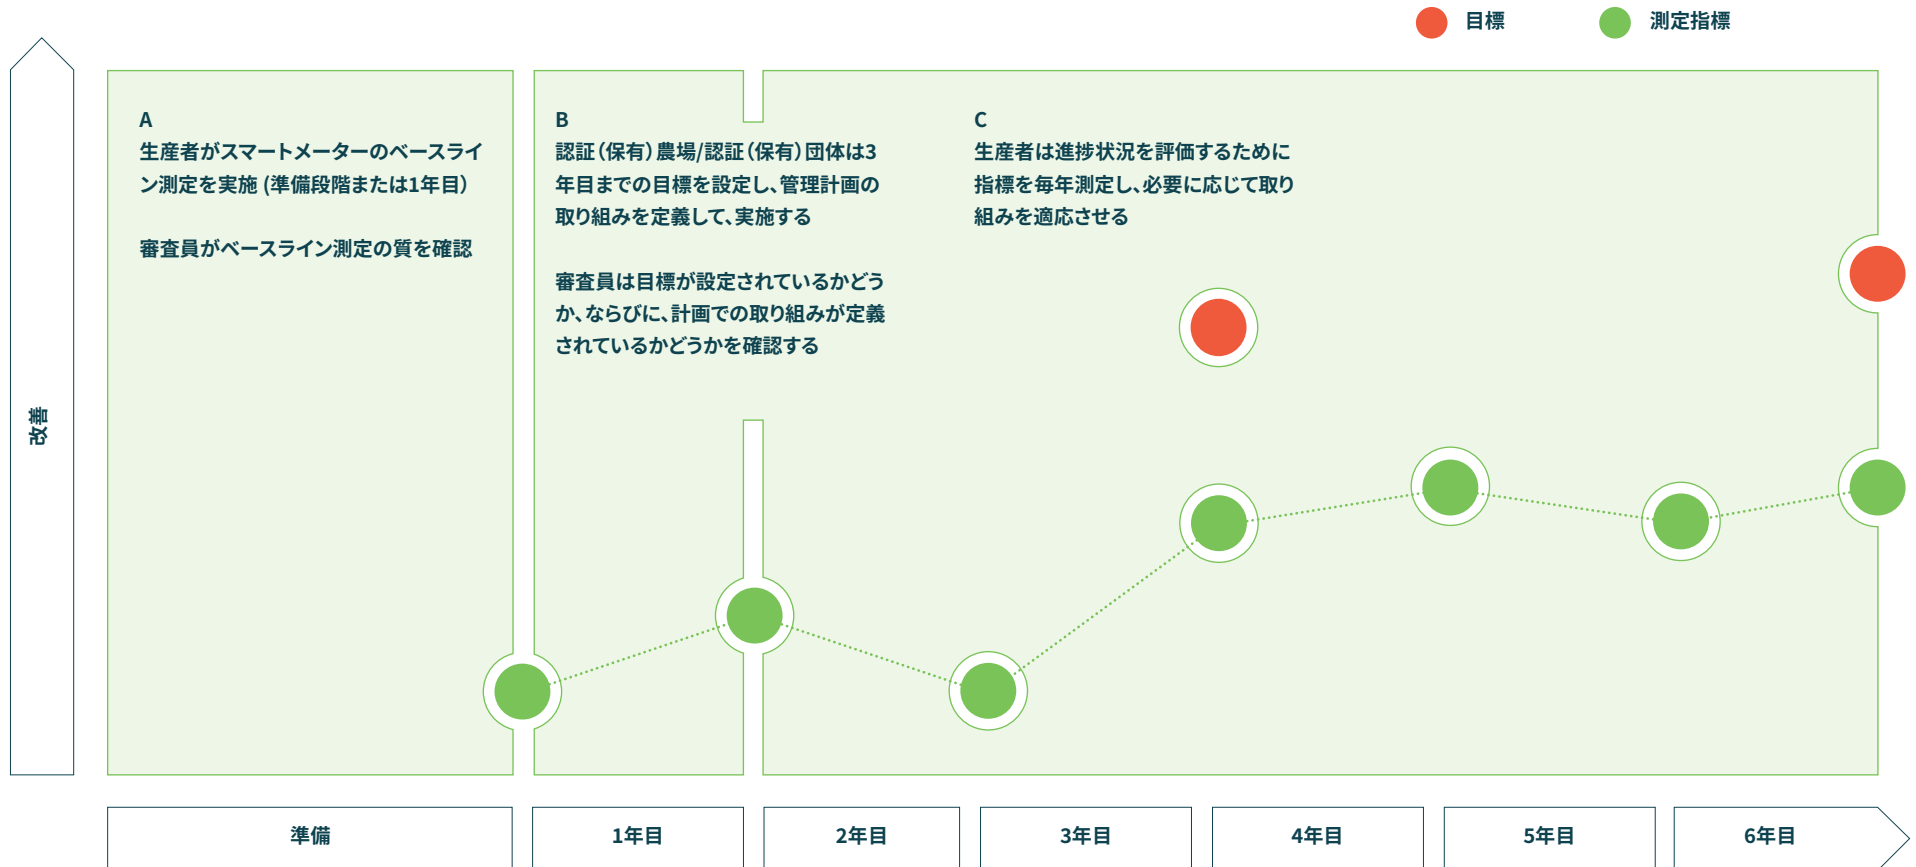 目標
測定指標
A
生産者がスマートメーターのベースライ
ン測定を実施 (準備段階または1年目)
審査員がベースライン測定の質を確認
B
認証（保有）農場/認証（保有）団体は3
年目までの目標を設定し、管理計画の
取り組みを定義して、実施する
審査員は目標が設定されているかどう
か、ならびに、計画での取り組みが定義
されているかどうかを確認する
C
生産者は進捗状況を評価するために
指標を毎年測定し、必要に応じて取り
組みを適応させる
改善
準備
1年目
2年目
3年目
4年目
5年目
6年目